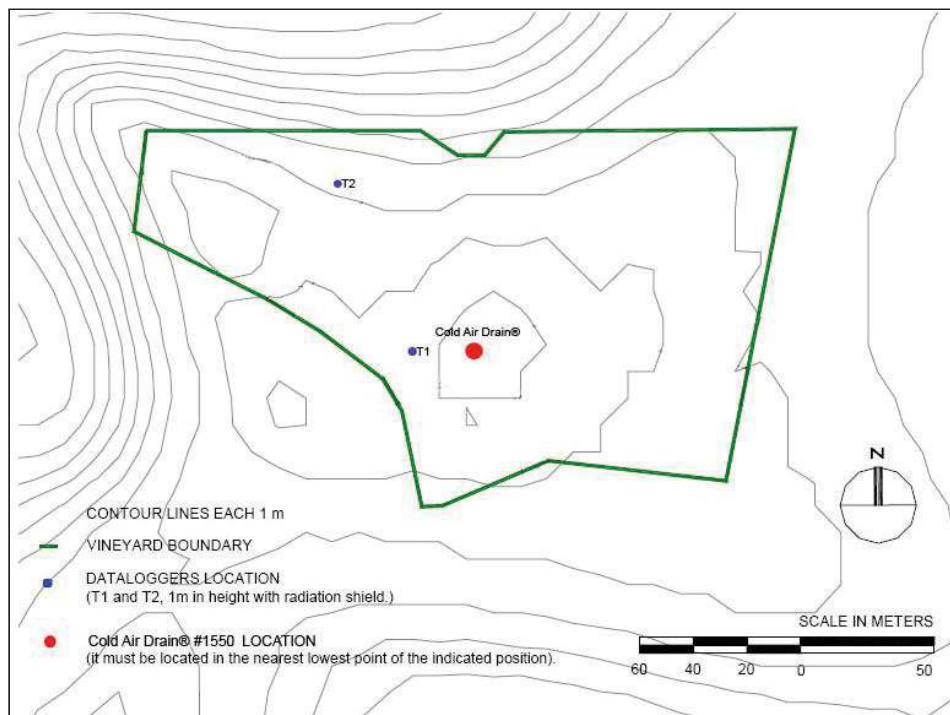 T2
Cold Air Drain®
T1
N
CONTOUR LINES EACH 1 m
VINEYARD BOUNDARY
DATALOGGERS LOCATION
(T1 and T2, 1m in height with radiation shield.)
Cold Air Drain® #1550 LOCATION
(it must be located in the nearest lowest point of the indicated position).
SCALE IN METERS
60 40 20 0 50